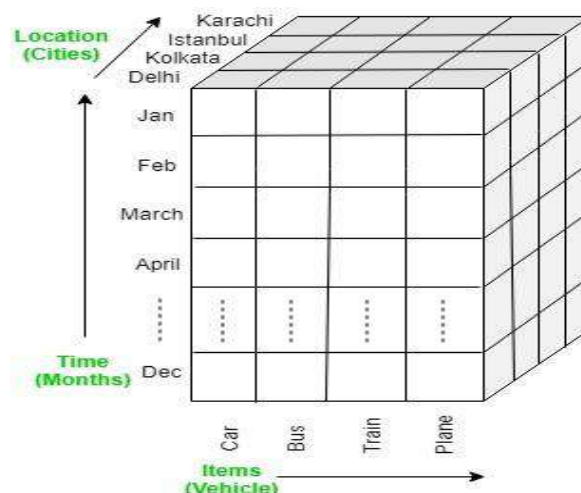 Karachi
Location
(Cities)
Istanbul
Kolkata
Delhi
Jan
Feb
March
April
Time
(Months)
Dec
Car
Bus
Train
Plane
Items
(Vehicle)